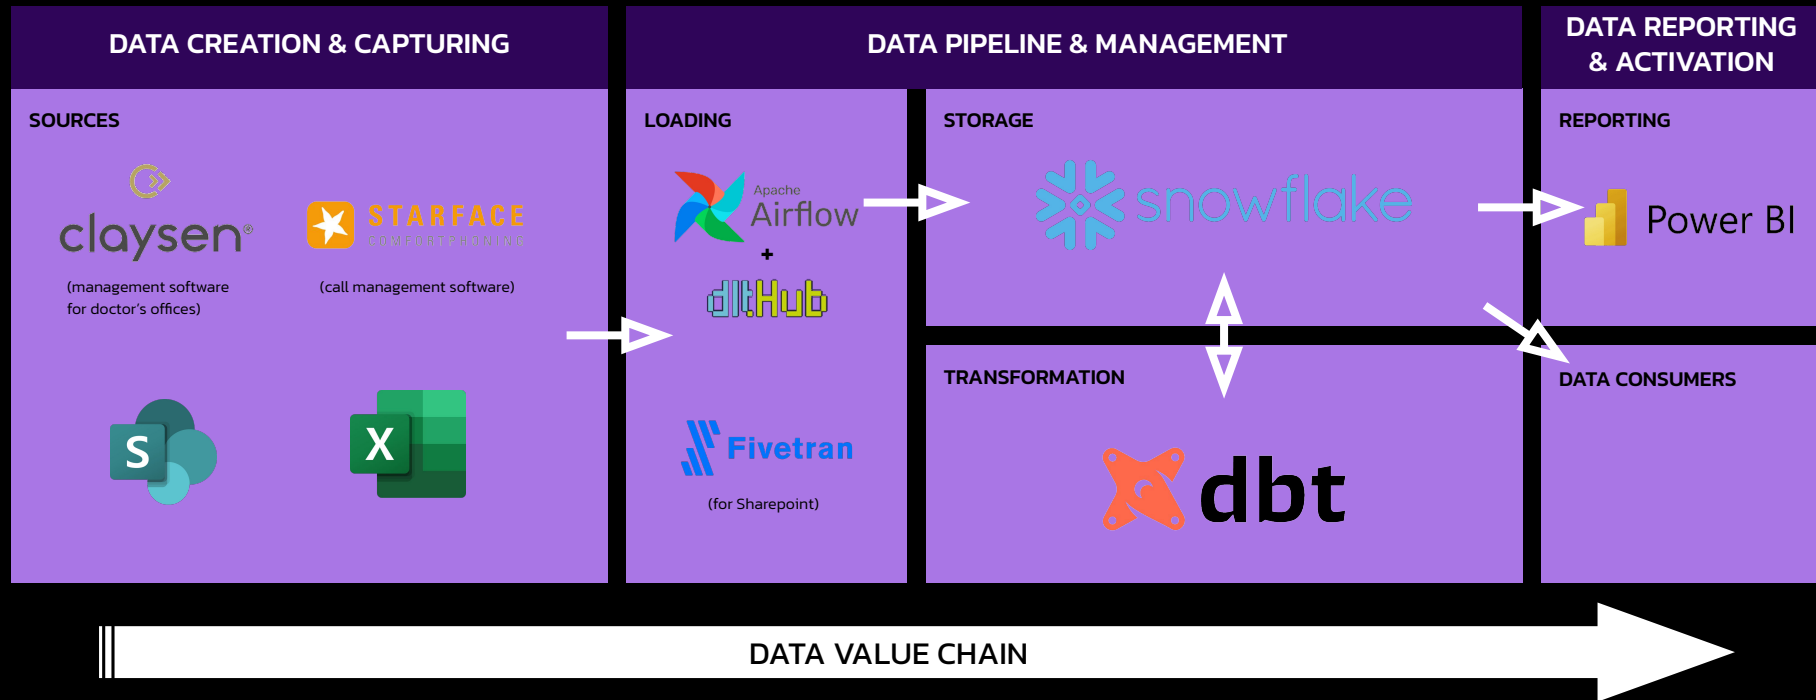 DATA CREATION & CAPTURING
DATA PIPELINE & MANAGEMENT
DATA REPORTING
& ACTIVATION
SOURCES
claysen®
(management software
for doctor's offices)
STARFACE
COMFORTPHONING
(call management software)
S
X
LOADING
Apache
Airflow
+
dltHub
Fivetran
(for Sharepoint)
STORAGE
snowflake
TRANSFORMATION
dbt
REPORTING
Power BI
DATA CONSUMERS
DATA VALUE CHAIN